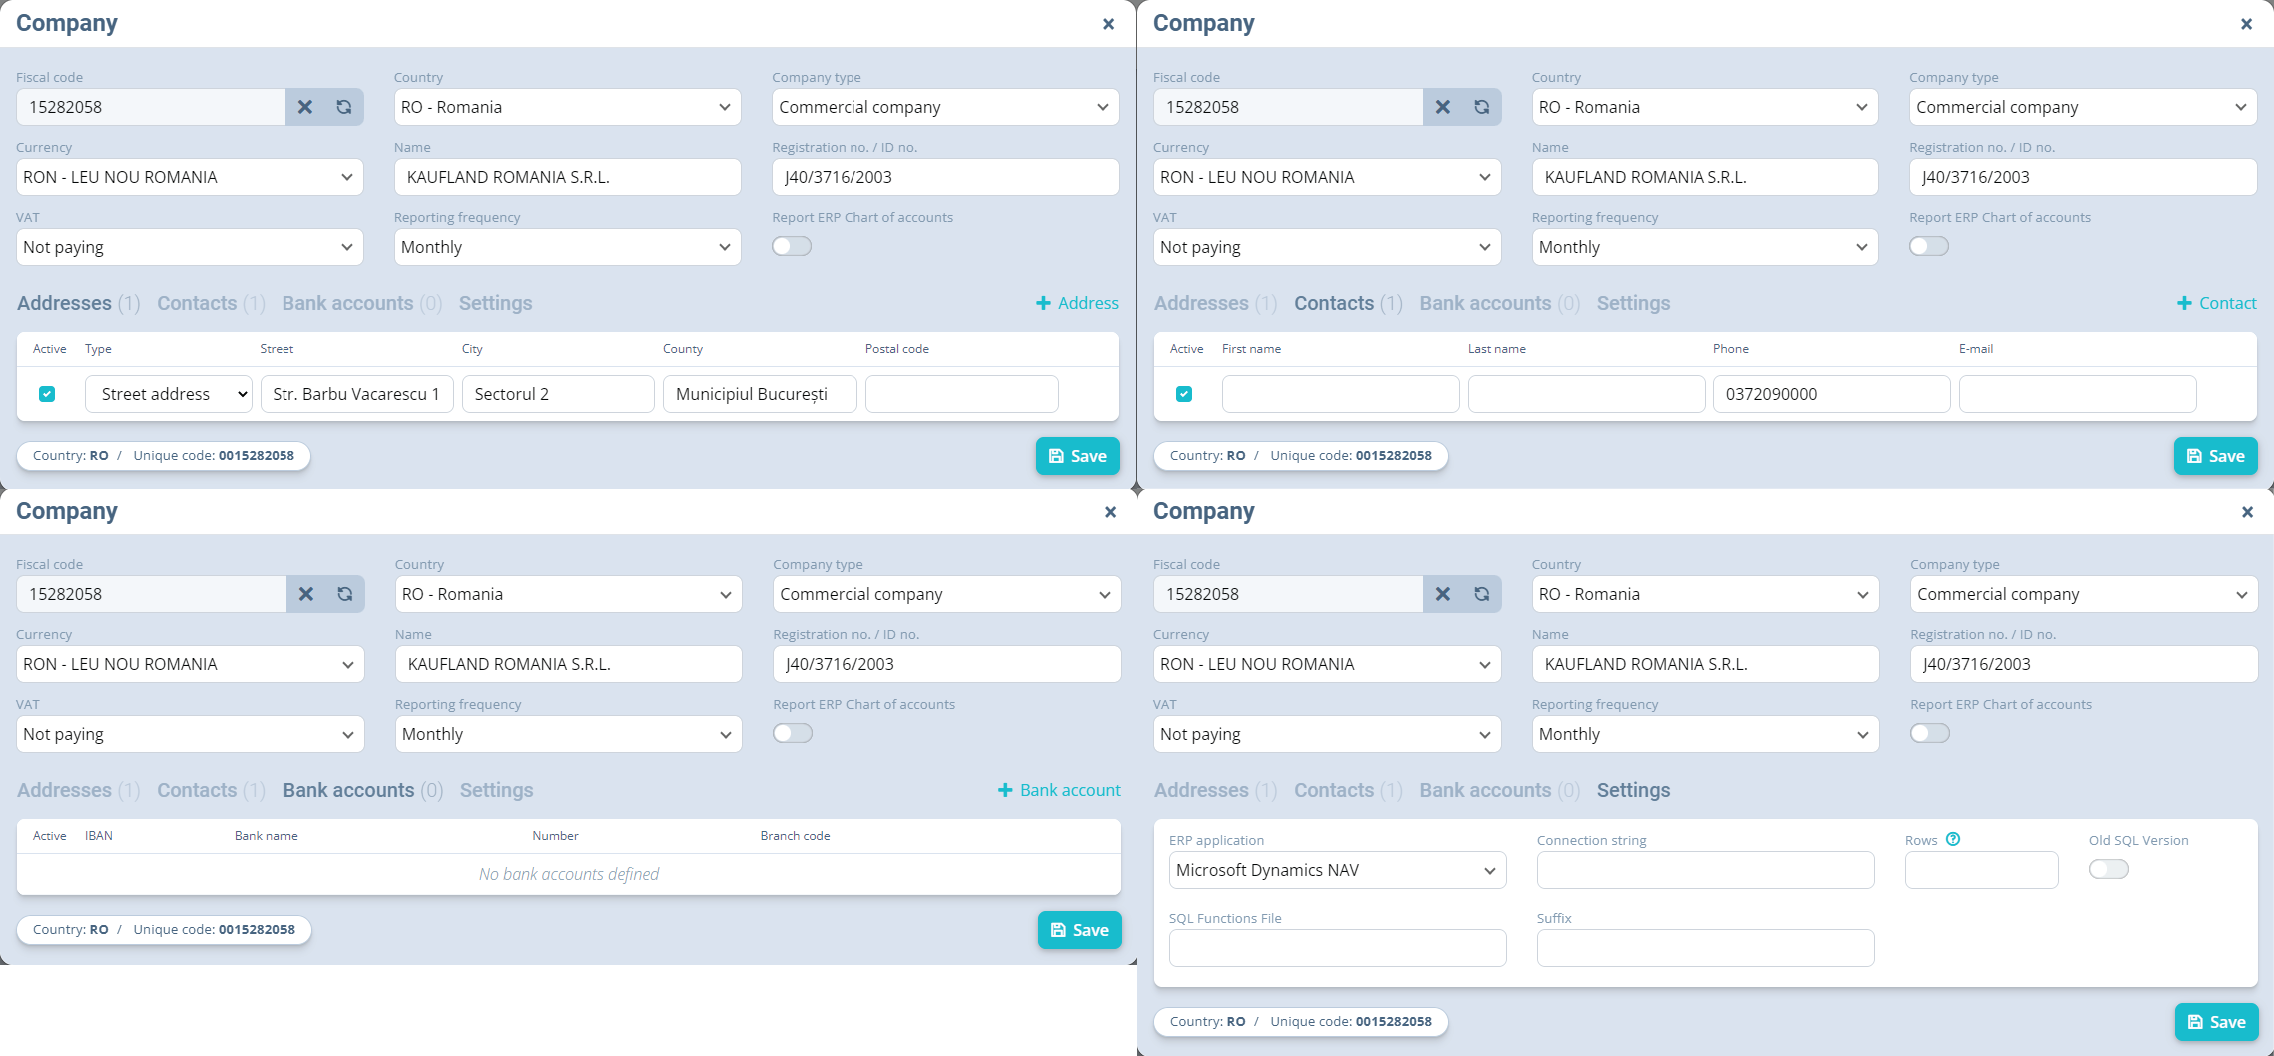 Company
Fiscal code Country Company type
15282058 RO - Romania Commercial company
Currency Name Registration no. / ID no.
RON - LEU NOU ROMANIA KAUFLAND ROMANIA S.R.L. J40/3716/2003
VAT Reporting frequency Report ERP Chart of accounts
Not paying Monthly
Addresses (1) Contacts (1) Bank accounts (0) Settings Address
Active Type Street City County Postal code
Street address Str. Barbu Vacarescu 1 Sectorul 2 Municipiul București
Country: RO / Unique code: 0015282058 Save
Company
Fiscal code Country Company type
15282058 RO - Romania Commercial company
Currency Name Registration no. / ID no.
RON - LEU NOU ROMANIA KAUFLAND ROMANIA S.R.L. J40/3716/2003
VAT Reporting frequency Report ERP Chart of accounts
Not paying Monthly
Addresses (1) Contacts (1) Bank accounts (0) Settings Contact
Active First name Last name Phone E-mail
0372090000
Country: RO / Unique code: 0015282058 Save
Company
Fiscal code Country Company type
15282058 RO - Romania Commercial company
Currency Name Registration no. / ID no.
RON - LEU NOU ROMANIA KAUFLAND ROMANIA S.R.L. J40/3716/2003
VAT Reporting frequency Report ERP Chart of accounts
Not paying Monthly
Addresses (1) Contacts (1) Bank accounts (0) Settings Bank account
Active IBAN Bank name Number Branch code
No bank accounts defined
Country: RO / Unique code: 0015282058 Save
Company
Fiscal code Country Company type
15282058 RO - Romania Commercial company
Currency Name Registration no. / ID no.
RON - LEU NOU ROMANIA KAUFLAND ROMANIA S.R.L. J40/3716/2003
VAT Reporting frequency Report ERP Chart of accounts
Not paying Monthly
Addresses (1) Contacts (1) Bank accounts (0) Settings
ERP application Connection string Rows Old SQL Version
Microsoft Dynamics NAV
SQL Functions File Suffix
Country: RO / Unique code: 0015282058 Save